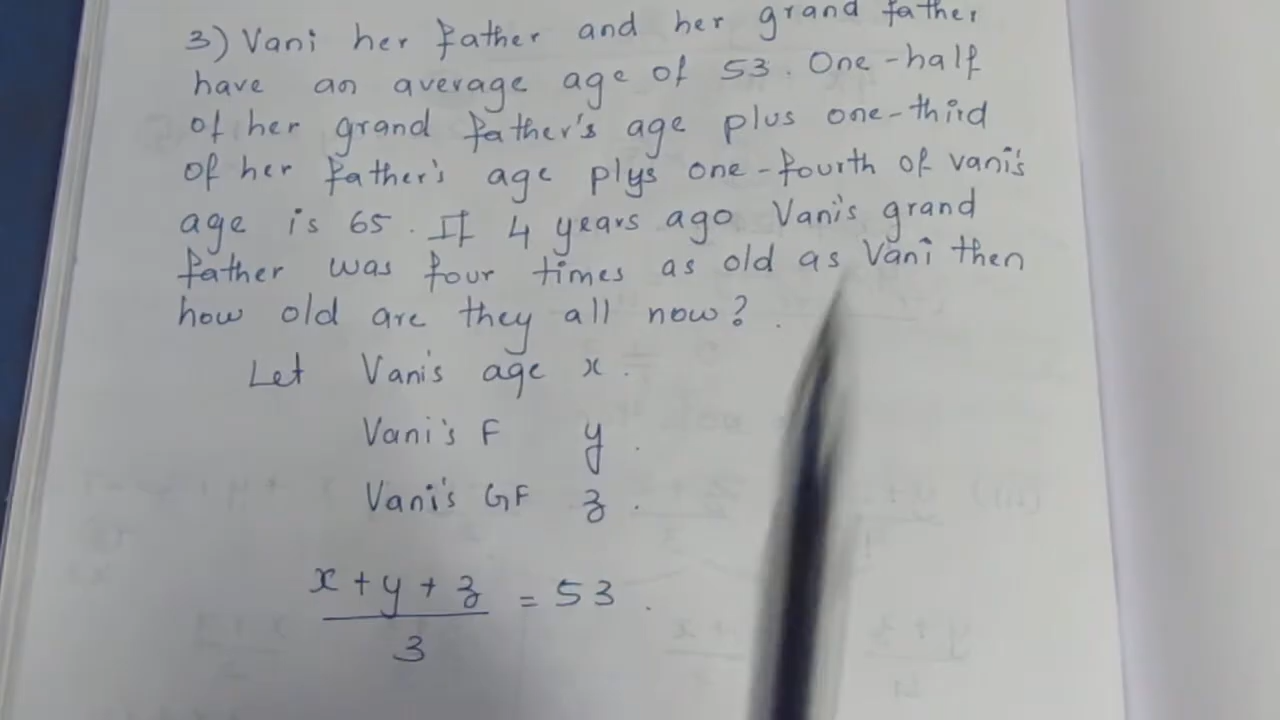 3) Vani her father and her grand father
have an average age of 53. One-half
of her grand father's age plus one-third
of her father's age plys one-fourth of vani's
age is 65. If 4 years ago Vani's grand
father was four times as old as Vani then
how old are they all now?.
Let Vani's age x.
Vani's F y.
Vani's GF z.
x+y+z
= 53.
3